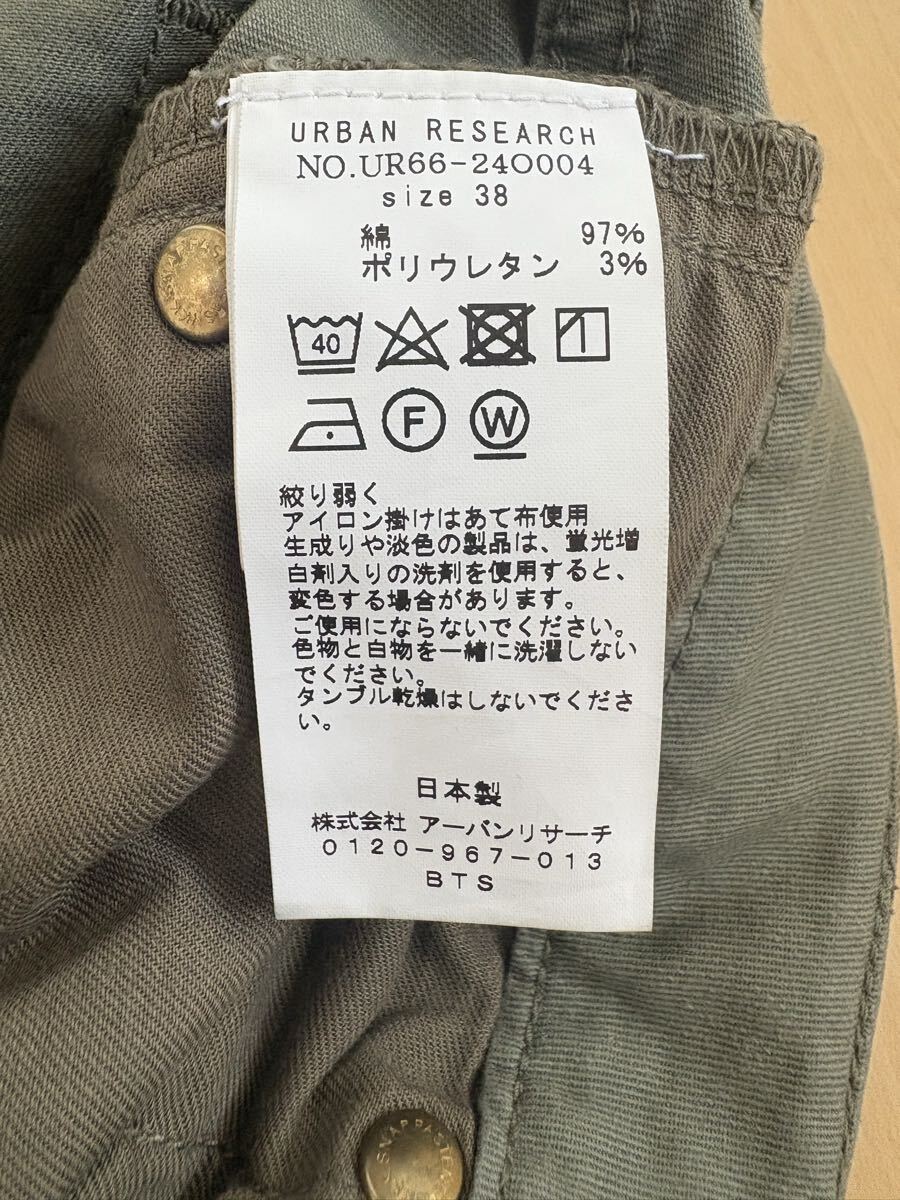 URBAN RESEARCH
NO.UR66-24O004
size 38
綿 97%
ポリウレタン 3%
40
F W
絞り弱く
アイロン掛けはあて布使用
生成りや淡色の製品は、蛍光増
白剤入りの洗剤を使用すると、
変色する場合があります。
ご使用にならないでください。
色物と白物を一緒に洗濯しない
でください。
タンブル乾燥はしないでくださ
い。
日本製
株式会社 アーバンリサーチ
0120-967-013
BTS